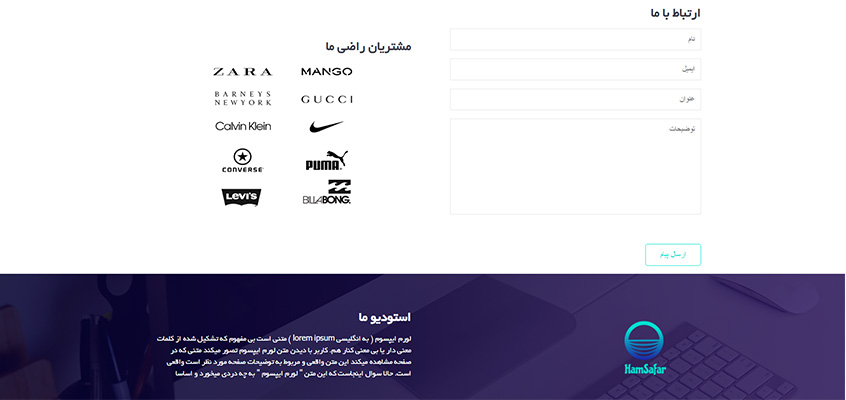 ارتباط با ما
نام
ایمیل
عنوان
توضیحات
ارسال پیام
مشتریان راضی ما
MANGO
ZARA
GUCCI
BARNEYS
NEWYORK
Calvin Klein
PUMA
CONVERSE
BILLABONG
LEVI'S
HamSafar
استودیو ما
لورم ایپسوم ( به انگلیسی lorem ipsum ) متنی است بی مفهوم که تشکیل شده از کلمات
معنی دار یا بی معنی کنار هم. کاربر با دیدن متن لورم ایپسوم تصور میکند متنی که در
صفحه مشاهده میکند این متن واقعی و مربوط به توضیحات صفحه مورد نظر است واقعی
است. حالا سوال اینجاست که این متن " لورم ایپسوم " به چه دردی میخورد و اساسا